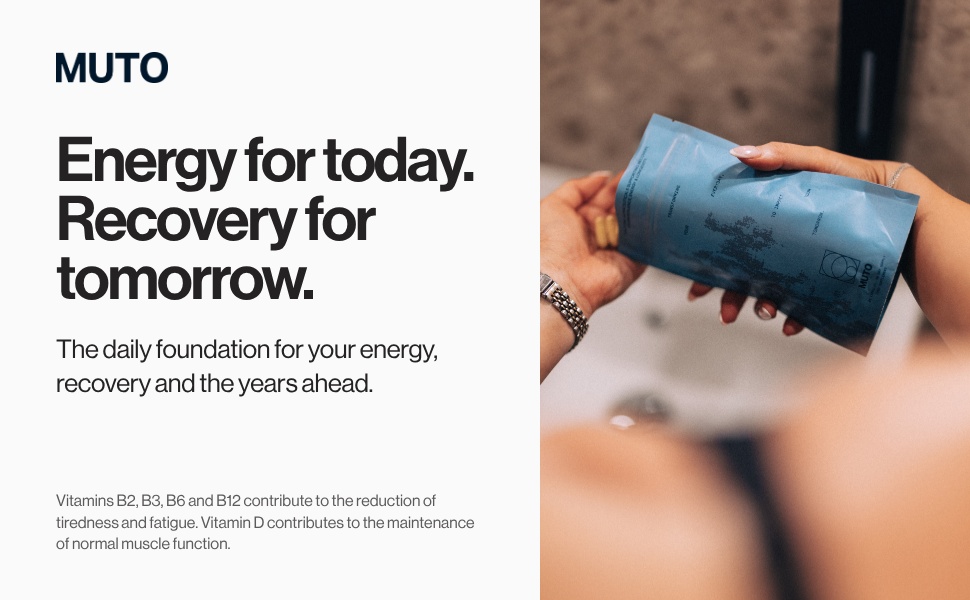 MUTO
Energy for today.
Recovery for
tomorrow.
The daily foundation for your energy,
recovery and the years ahead.
Vitamins B2, B3, B6 and B12 contribute to the reduction of
tiredness and fatigue. Vitamin D contributes to the maintenance
of normal muscle function.
MUTO